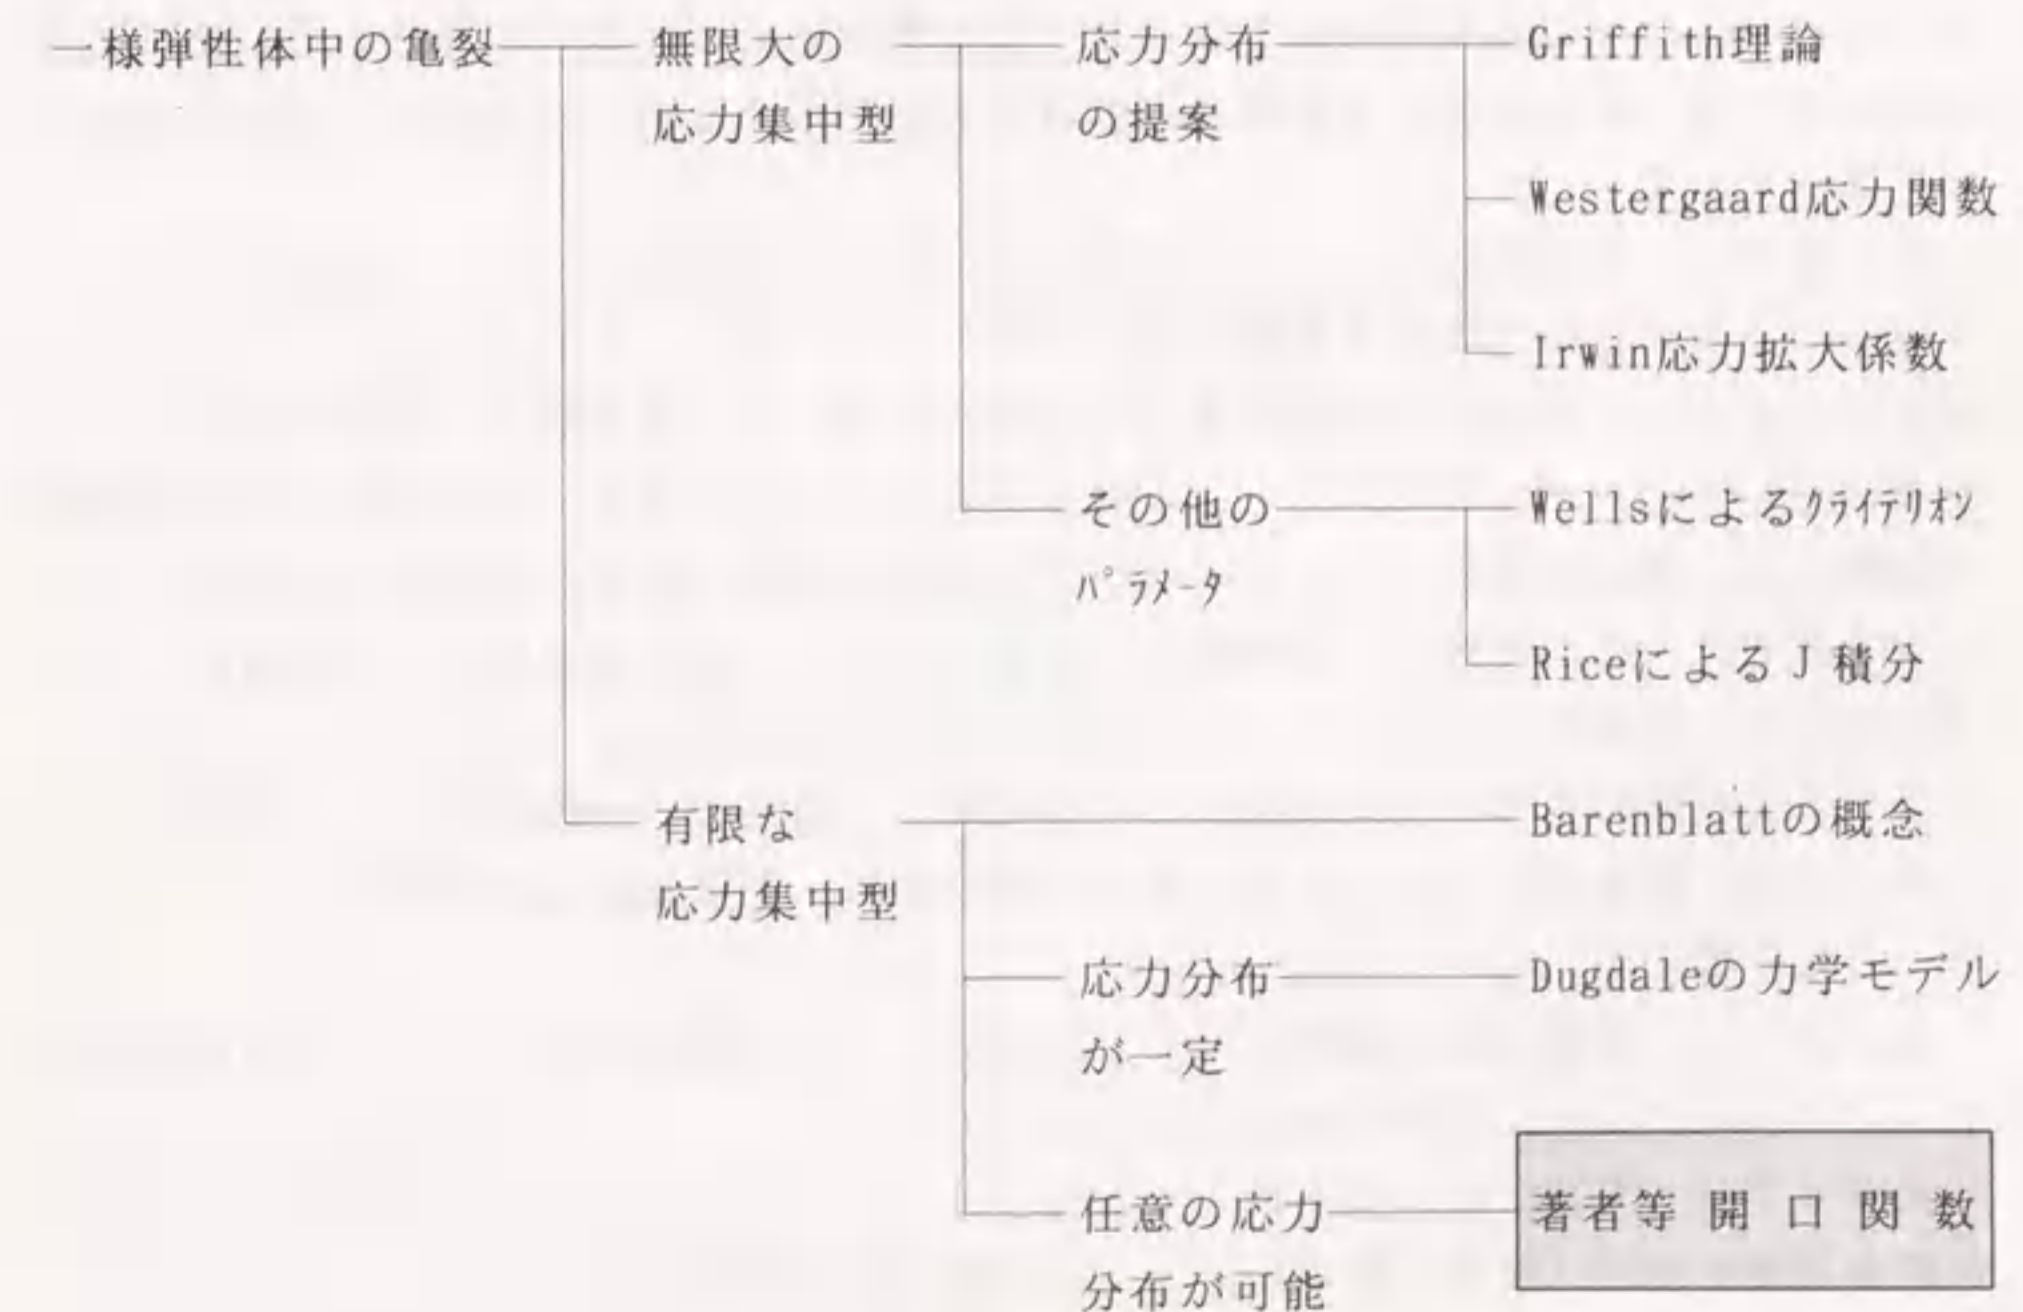 一様弾性体中の亀裂
無限大の
応力集中型
応力分布
の提案
Griffith理論
Westergaard応力関数
Irwin応力拡大係数
その他の
ﾊﾟﾗﾒｰﾀ
Wellsによるｸﾗｲﾃﾘｵﾝ
RiceによるJ積分
有限な
応力集中型
Barenblattの概念
応力分布
が一定
Dugdaleの力学モデル
任意の応力
分布が可能
著者等 開 口 関 数